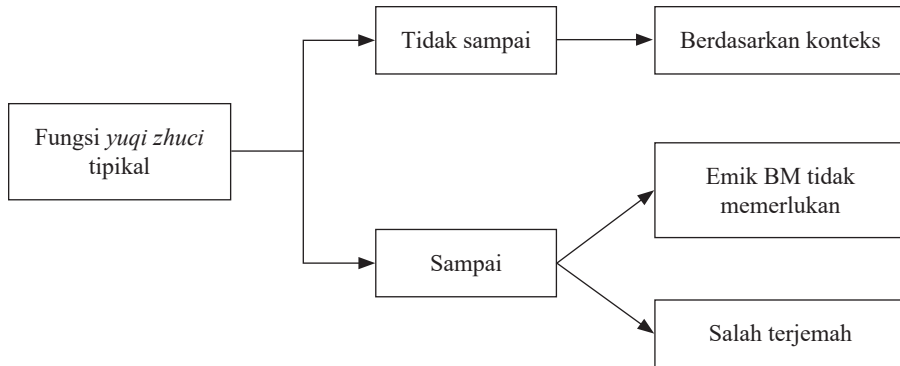 Tidak sampai
Berdasarkan konteks
Fungsi yuqi zhuci
tipikal
Emik BM tidak
memerlukan
Sampai
Salah terjemah